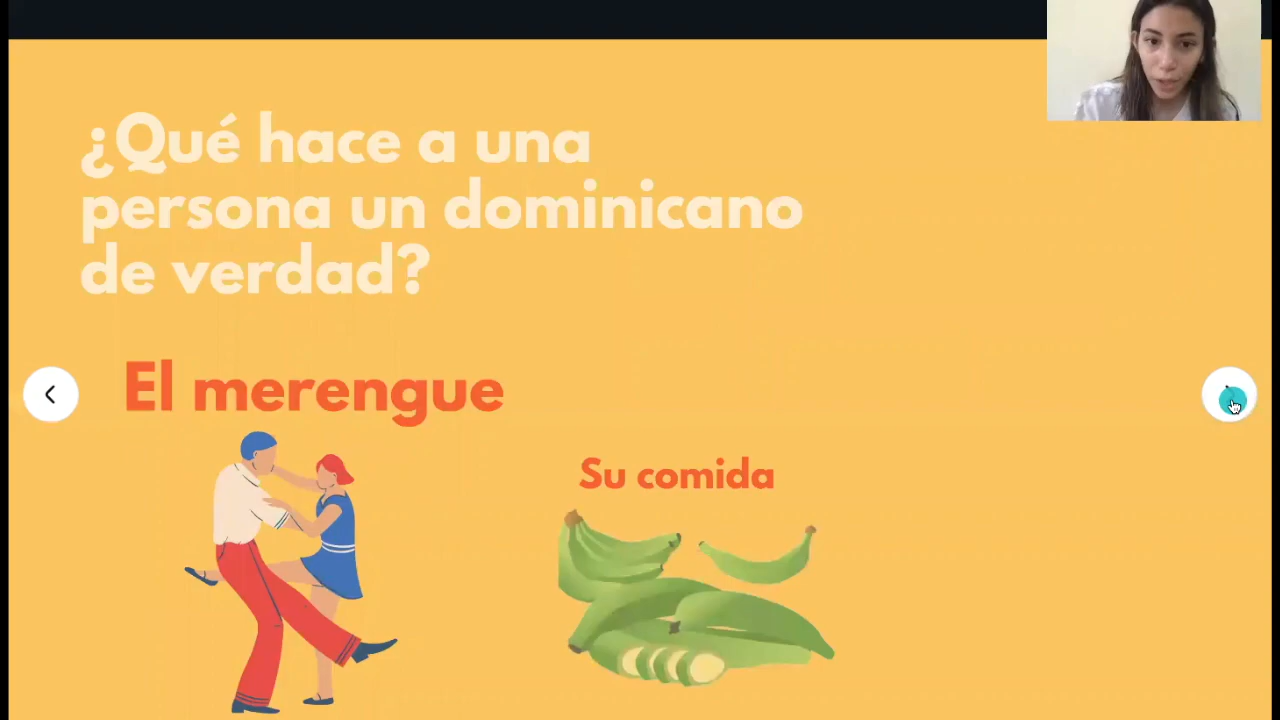 ¿Qué hace a una
persona un dominicano
de verdad?
El merengue
Su comida